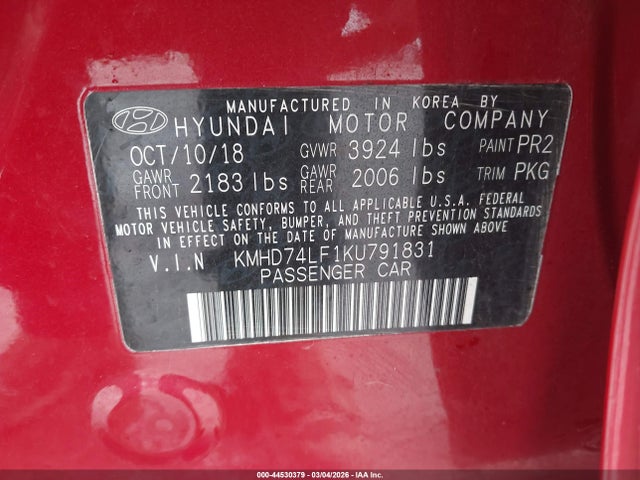 MANUFACTURED IN KOREA BY
HYUNDAI MOTOR COMPANY
OCT/10/18 GVWR 3924 lbs PAINT PR2
GAWR FRONT 2183 lbs GAWR REAR 2006 lbs TRIM PKG
THIS VEHICLE CONFORMS TO ALL APPLICABLE U.S.A. FEDERAL
MOTOR VEHICLE SAFETY, BUMPER, AND THEFT PREVENTION STANDARDS
IN EFFECT ON THE DATE OF MANUFACTURE SHOWN ABOVE
V.I.N KMHD74LF1KU791831
PASSENGER CAR
000-44530379 - 03/04/2026 - IAA Inc.